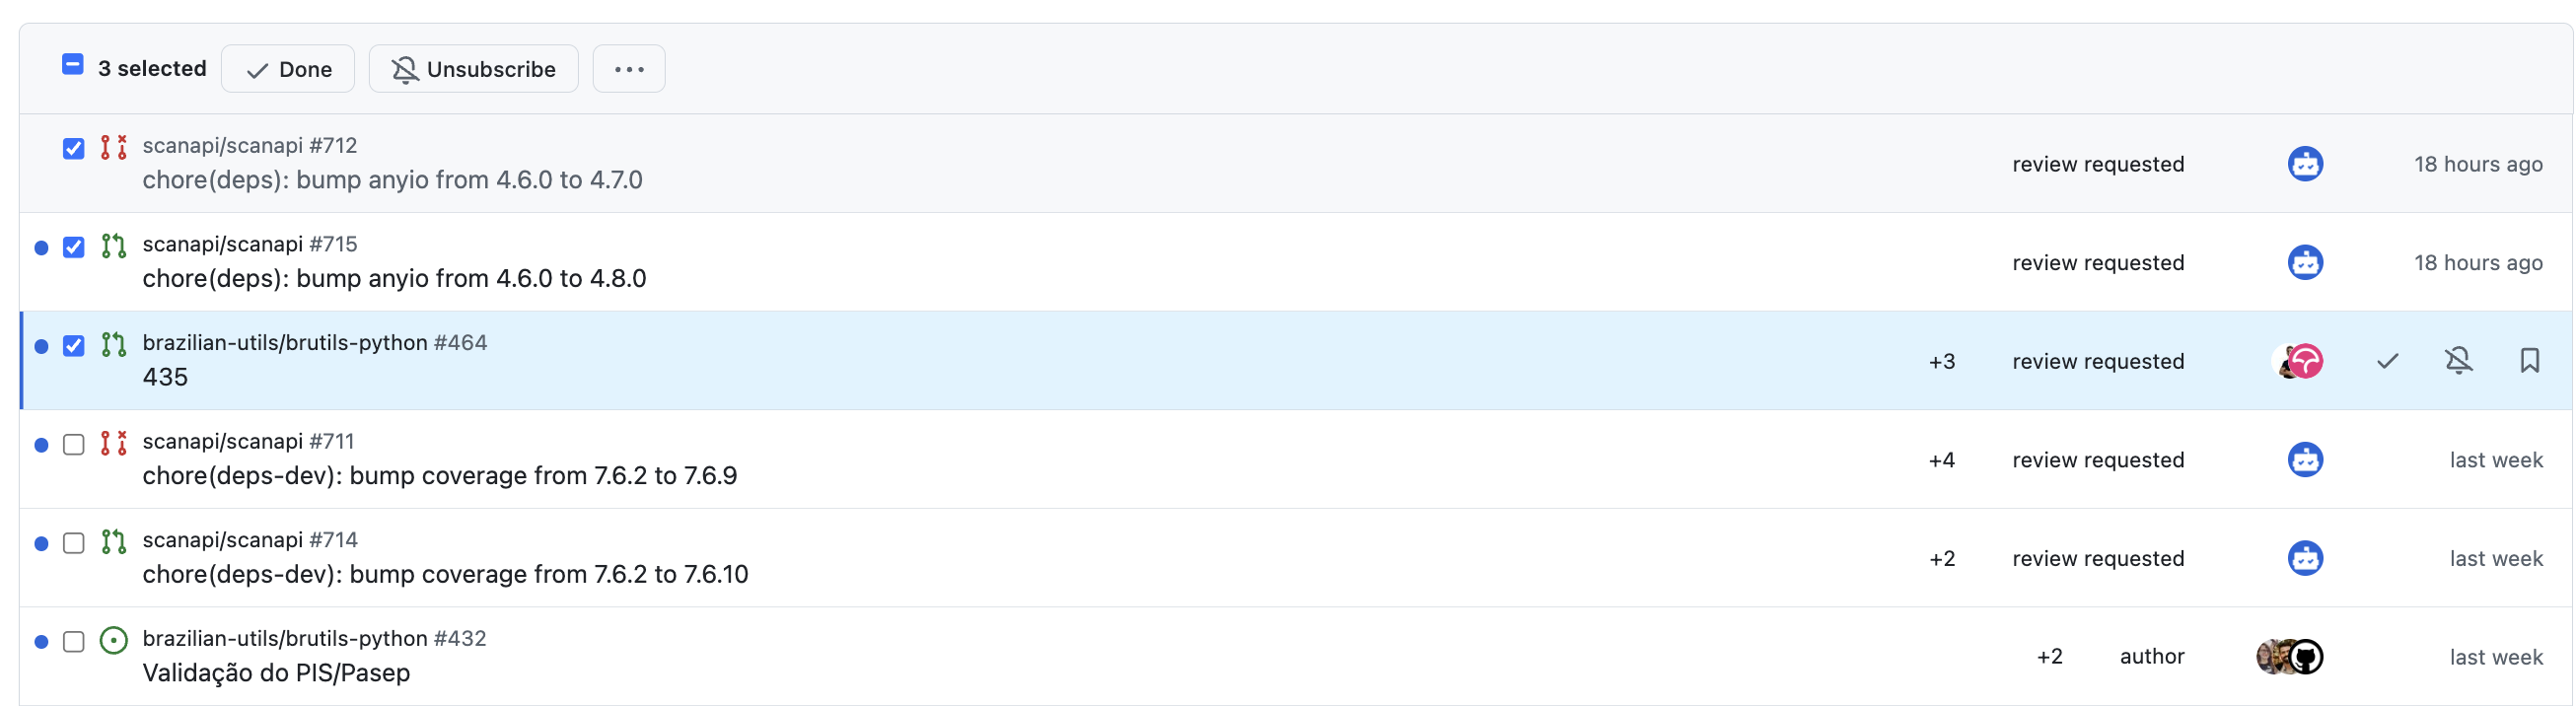 3 selected Done Unsubscribe ...
scanapi/scanapi #712
chore(deps): bump anyio from 4.6.0 to 4.7.0
review requested 18 hours ago
scanapi/scanapi #715
chore(deps): bump anyio from 4.6.0 to 4.8.0
review requested 18 hours ago
brazilian-utils/brutils-python #464
435
+3 review requested
scanapi/scanapi #711
chore(deps-dev): bump coverage from 7.6.2 to 7.6.9
+4 review requested last week
scanapi/scanapi #714
chore(deps-dev): bump coverage from 7.6.2 to 7.6.10
+2 review requested last week
brazilian-utils/brutils-python #432
Validação do PIS/Pasep
+2 author last week